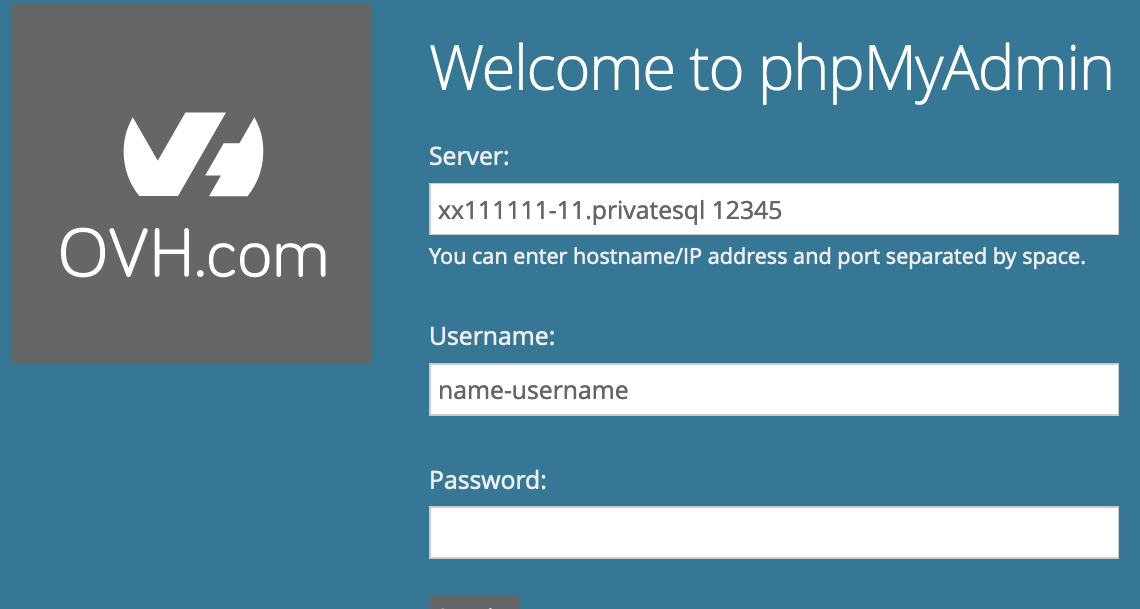 OVH.com
Welcome to phpMyAdmin
Server:
xx111111-11.privatesql 12345
You can enter hostname/IP address and port separated by space.
Username:
name-username
Password: